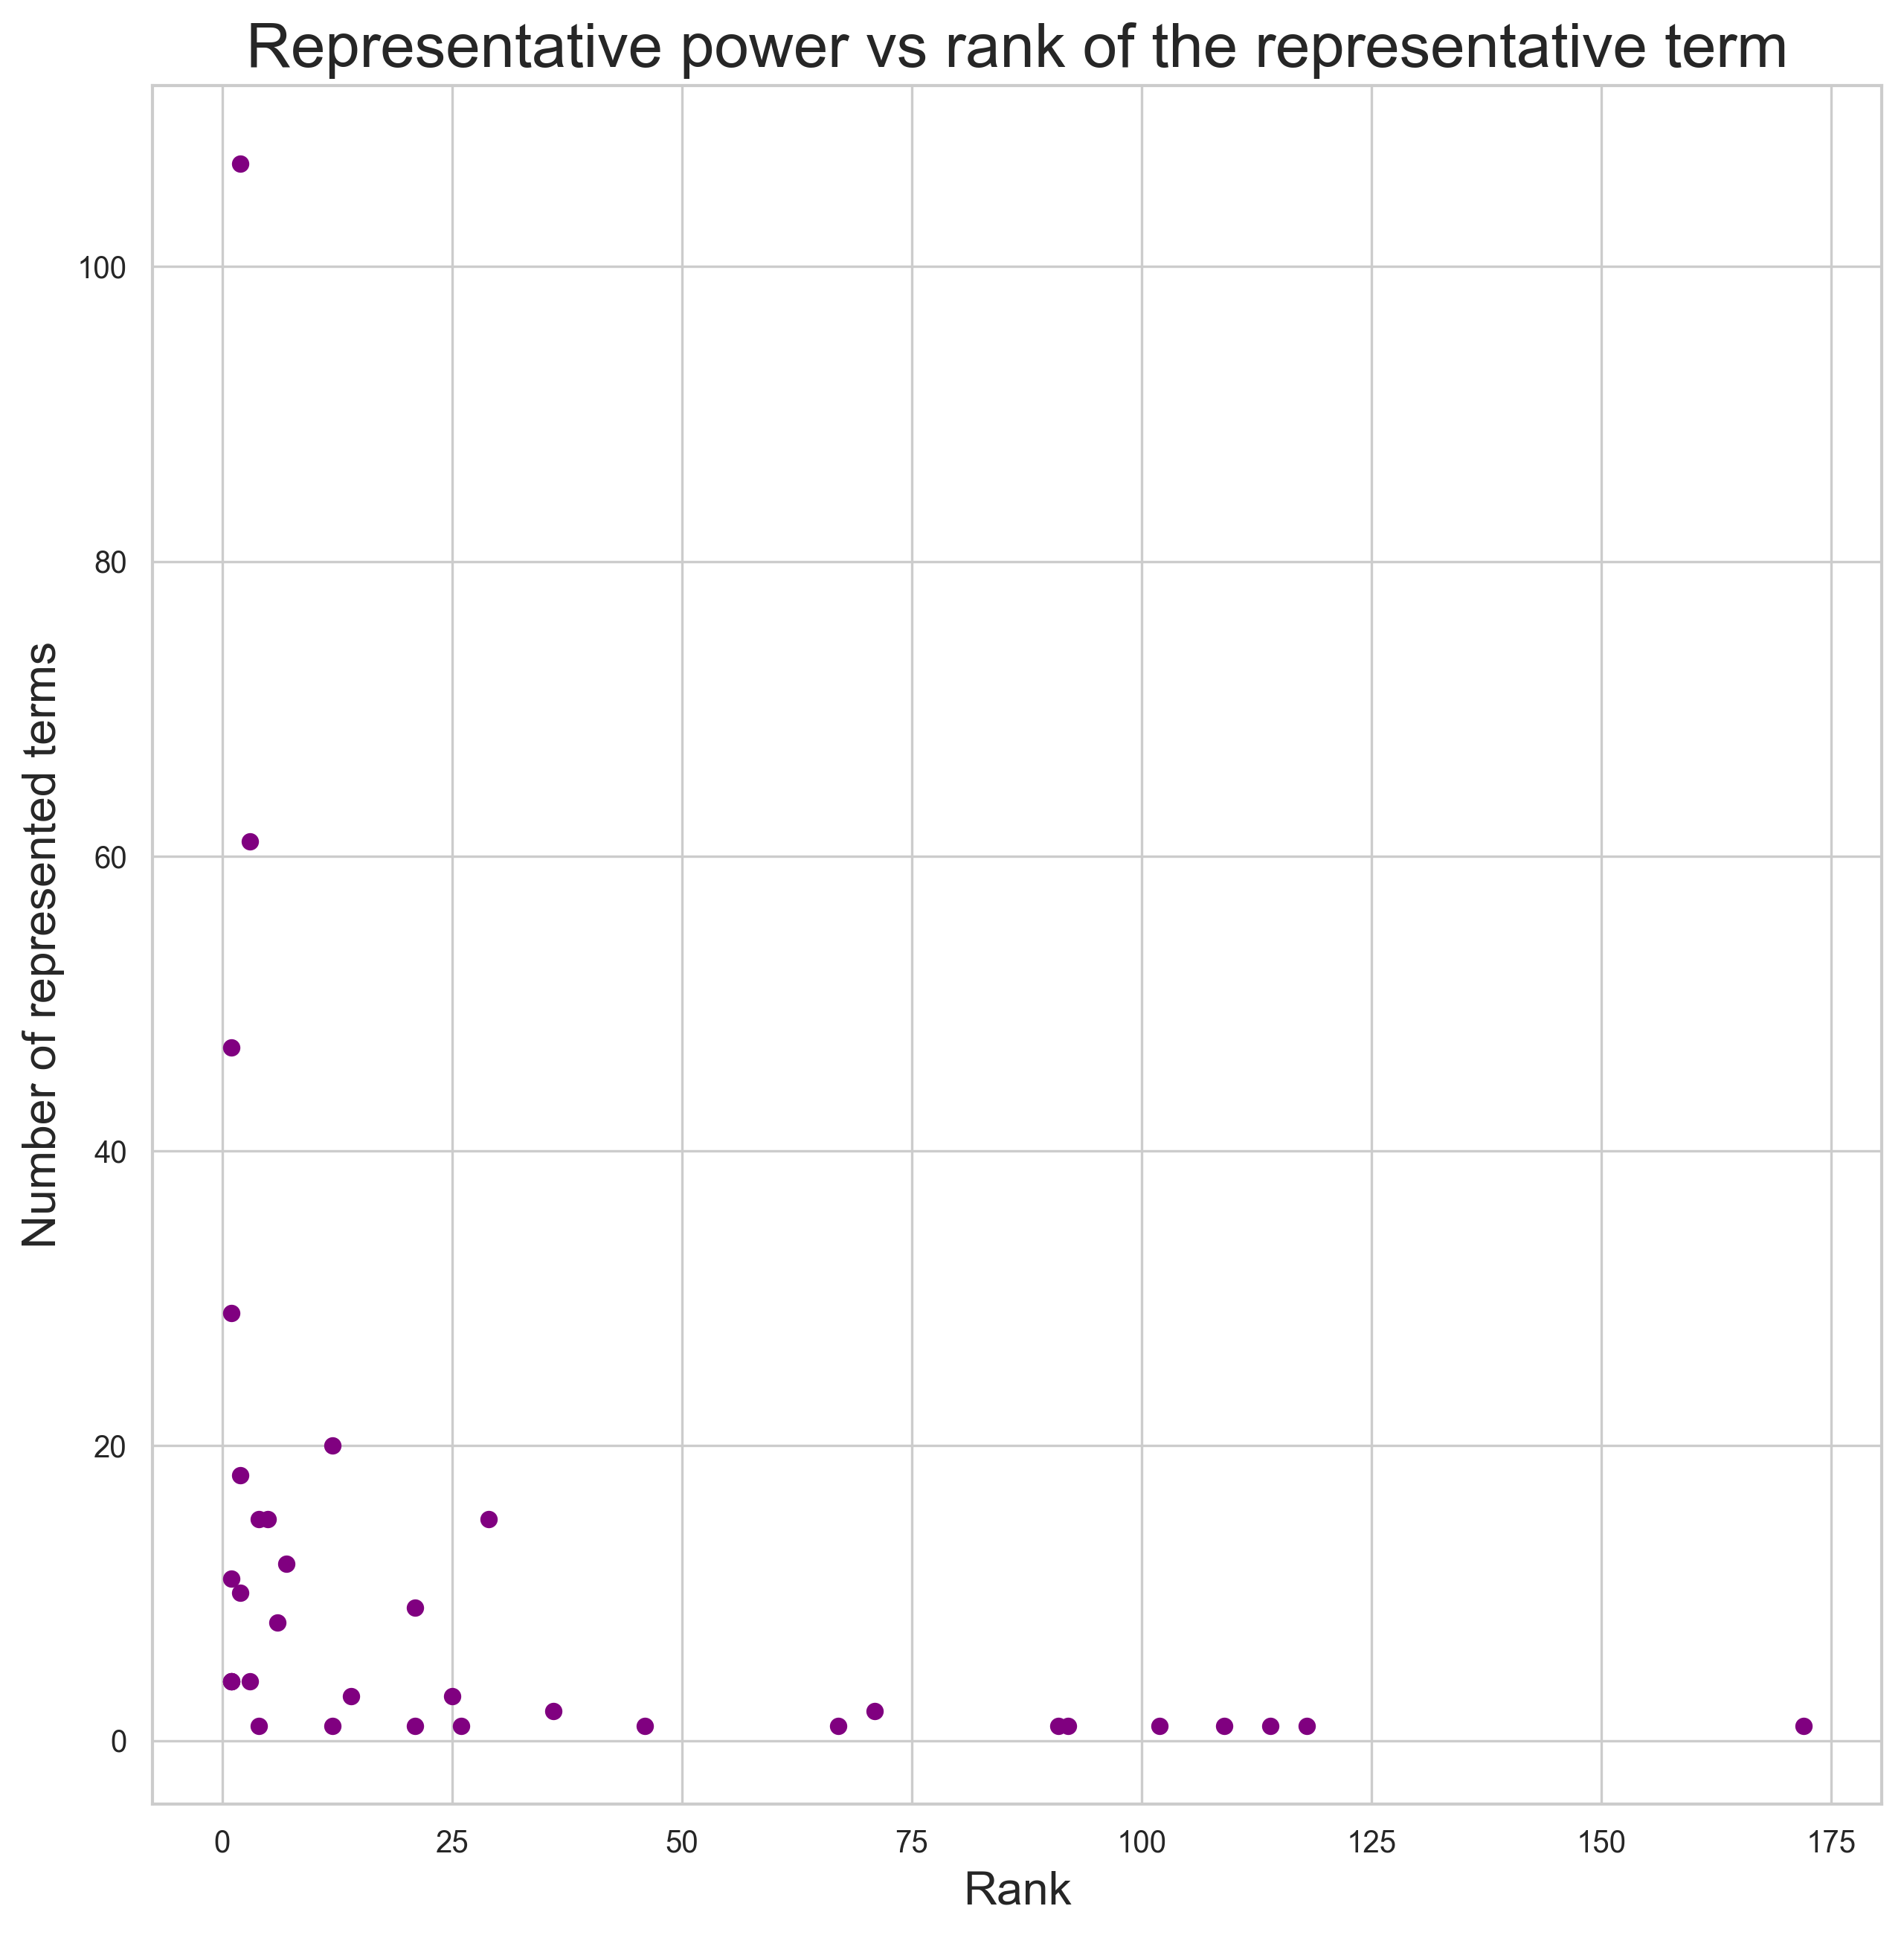 Representative power vs rank of the representative term
100
80
60
40
20
0
Number of represented terms
0 25 50 75 100 125 150 175
Rank